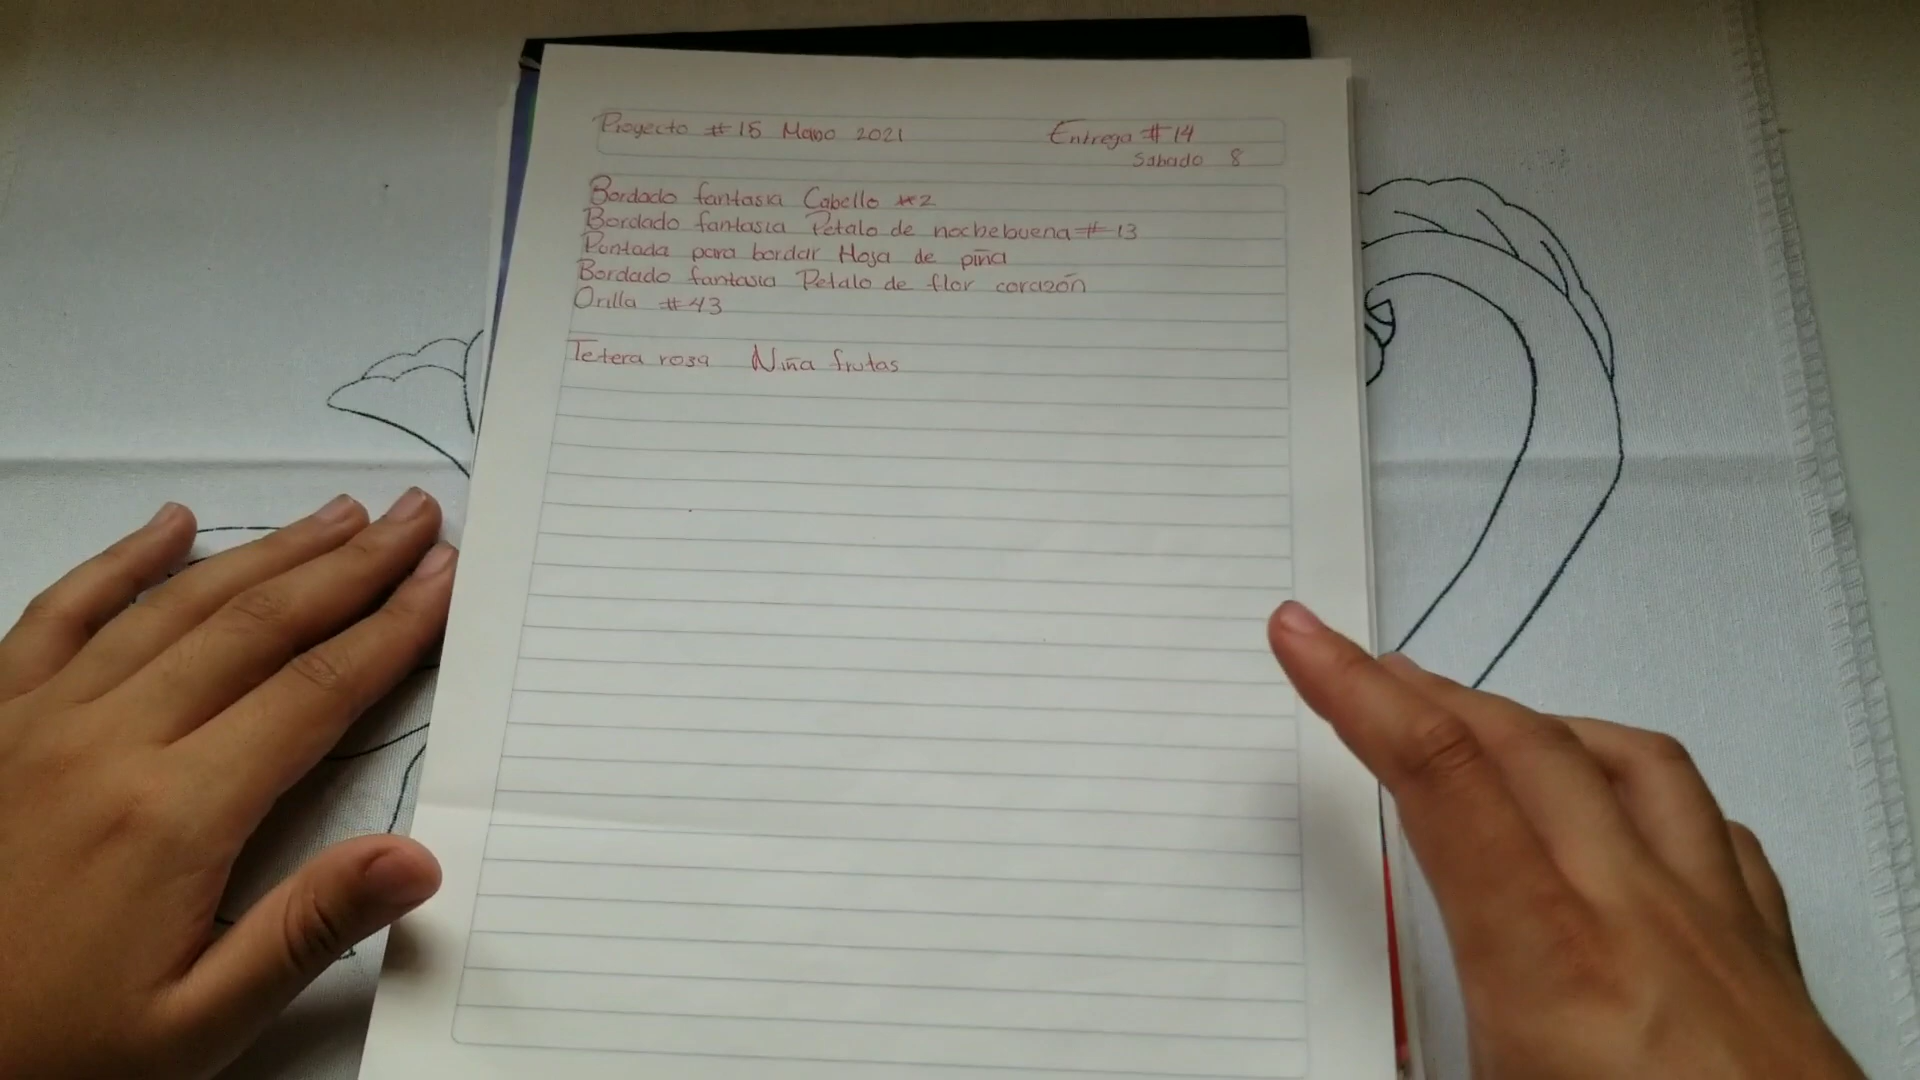 Proyecto #15 Mayo 2021
Entrega #14
Sabado 8
Bordado fantasia Cabello #2
Bordado fantasia Petalo de nochebuena #13
Puntada para bordar Hoja de piña
Bordado fantasia Petalo de flor corazón
Orilla #43
Tetera rosa Niña frutas